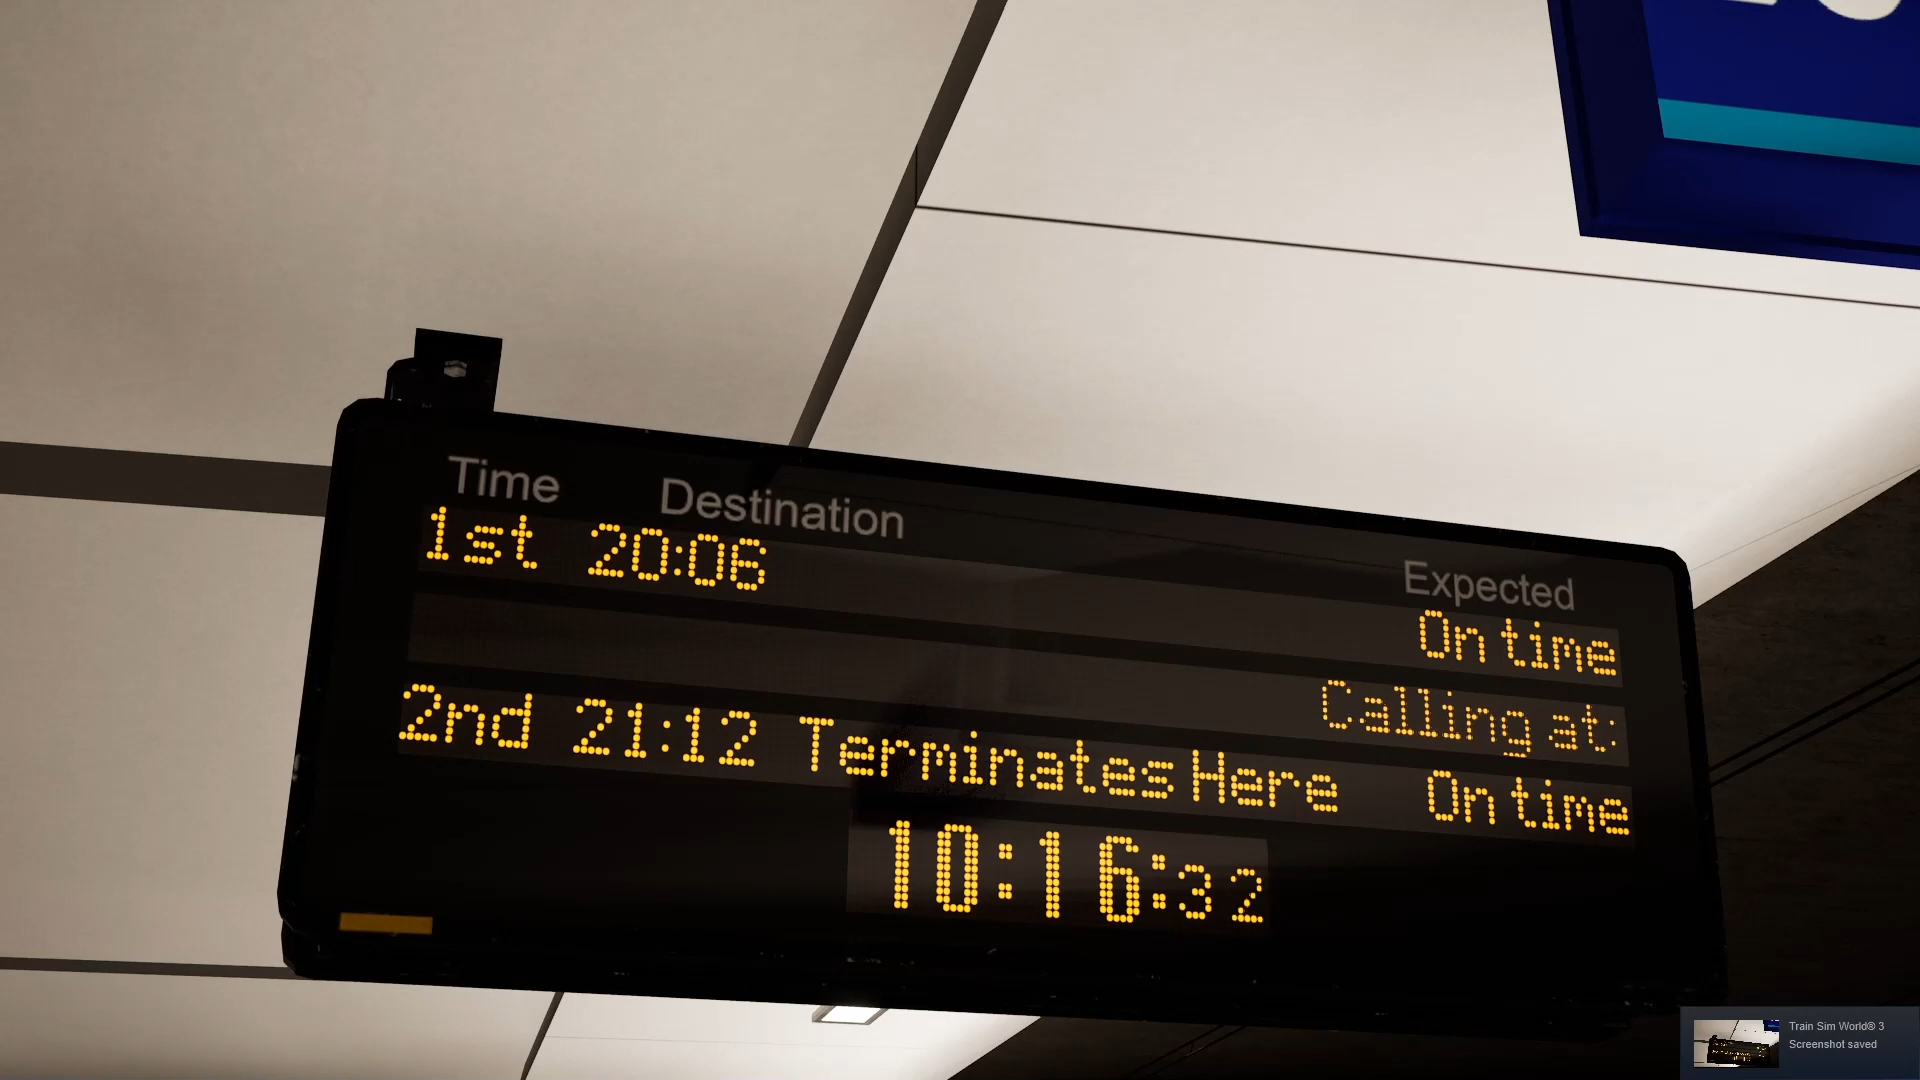 Time Destination Expected
1st 20:06 On time
Calling at:
2nd 21:12 Terminates Here On time
10:16:32
Train Sim World® 3
Screenshot saved